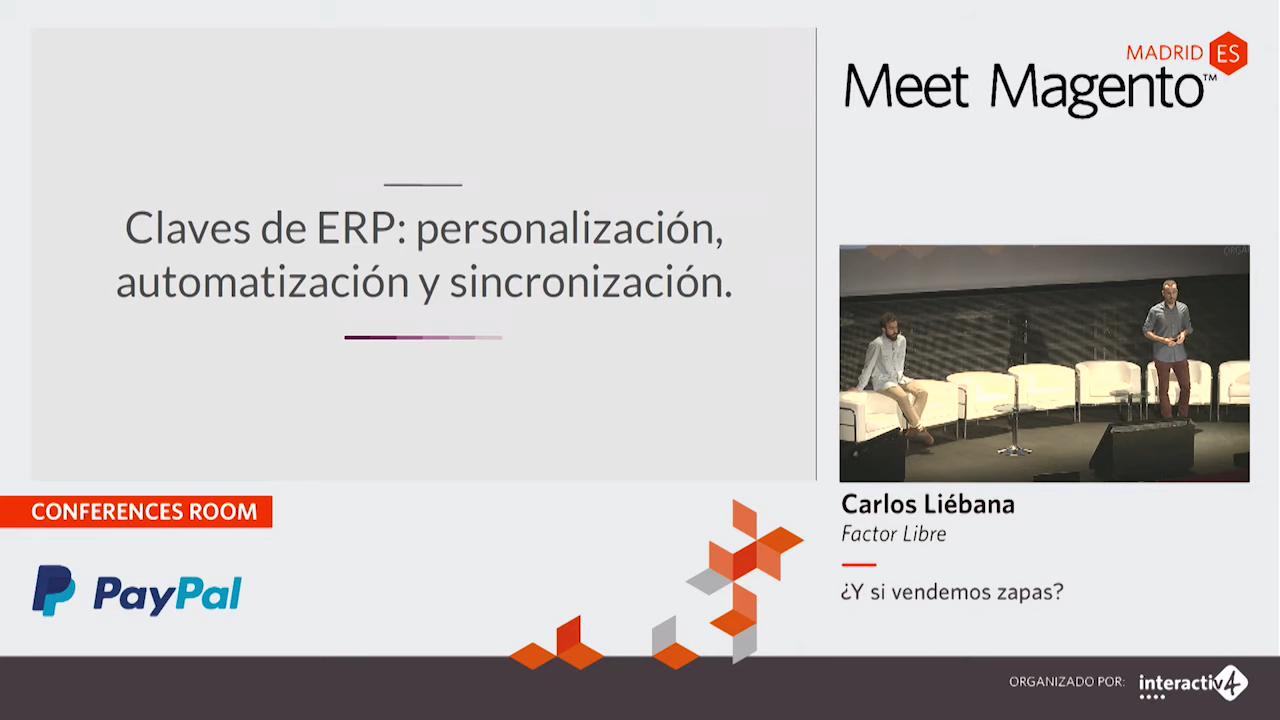 Claves de ERP: personalización,
automatización y sincronización.
MADRID ES
Meet Magento™
CONFERENCES ROOM
PayPal
Carlos Liébana
Factor Libre
¿Y si vendemos zapas?
ORGANIZADO POR: interactiv4